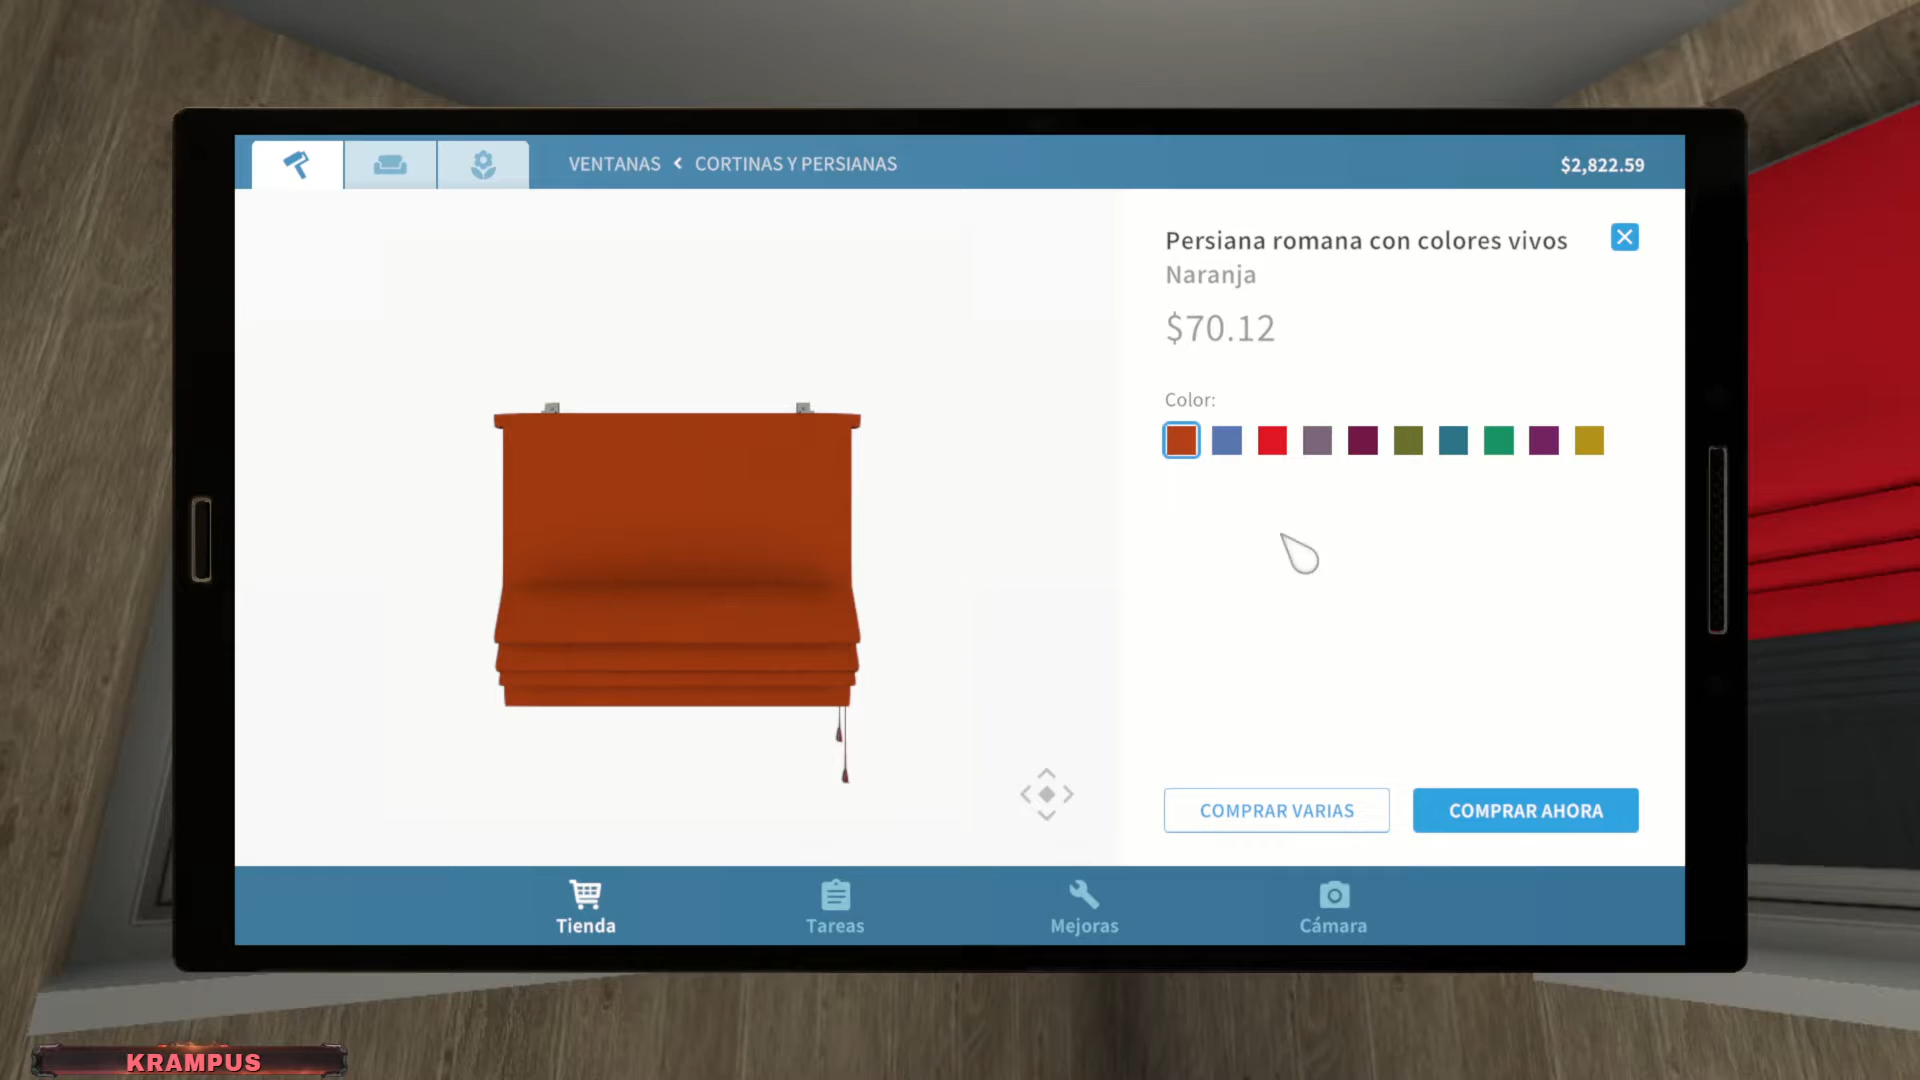 VENTANAS < CORTINAS Y PERSIANAS
$2,822.59
Persiana romana con colores vivos
Naranja
$70.12
Color:
COMPRAR VARIAS
COMPRAR AHORA
Tienda
Tareas
Mejoras
Cámara
KRAMPUS